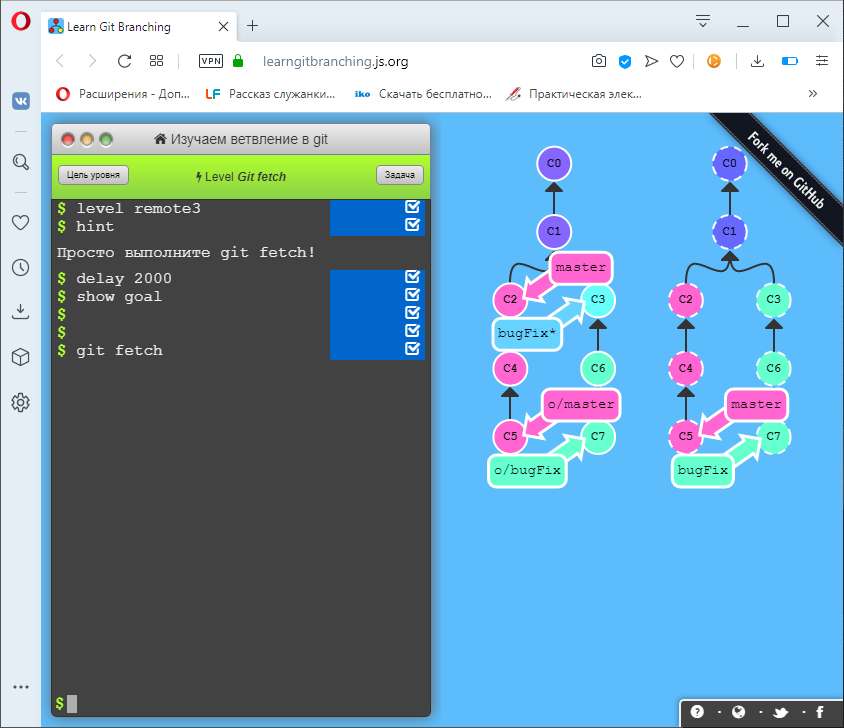 Learn Git Branching
VPN
learngitbranching.js.org
Расширения - Доп...
LF Рассказ служанки...
iko Скачать бесплатно...
Практическая элек...
»
Изучаем ветвление в git
Цель уровня
Level Git fetch
Задача
$ level remote3
$ hint
Просто выполните git fetch!
$ delay 2000
$ show goal
$
$
$ git fetch
$
C0
C1
master
C2
C3
bugFix*
C4
C6
o/master
C5
C7
o/bugFix
C0
C1
C2
C3
C4
C6
master
C5
C7
bugFix
Fork me on GitHub